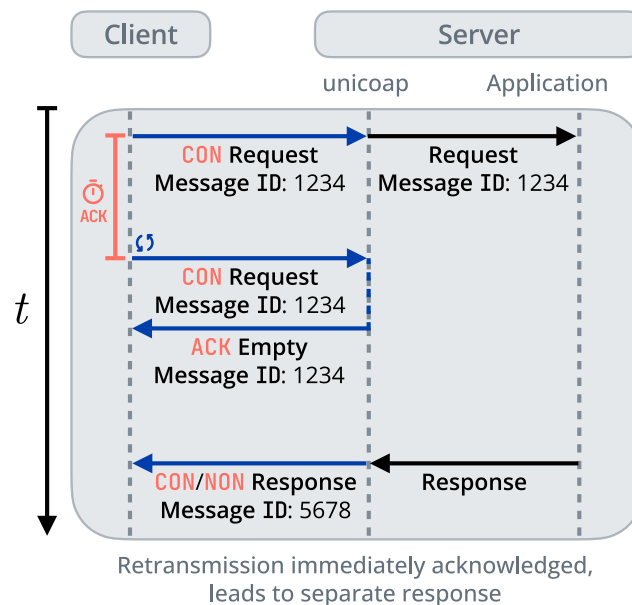 Client
Server
unicoap
Application
CON Request
Message ID: 1234
Request
Message ID: 1234
ACK
CON Request
Message ID: 1234
t
ACK Empty
Message ID: 1234
CON/NON Response
Message ID: 5678
Response
Retransmission immediately acknowledged,
leads to separate response